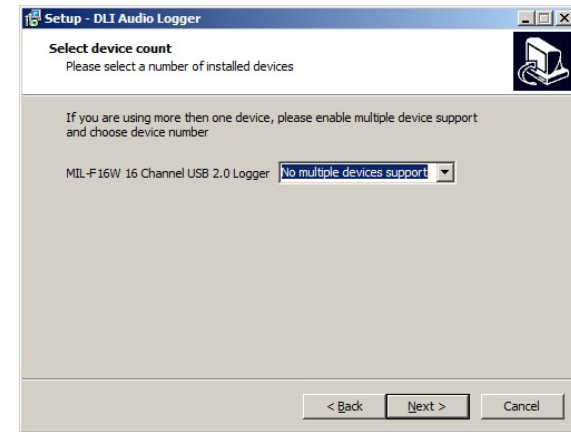 Setup - DLI Audio Logger
Select device count
Please select a number of installed devices
If you are using more then one device, please enable multiple device support
and choose device number
MIL-F16W 16 Channel USB 2.0 Logger No multiple devices support
< Back Next > Cancel